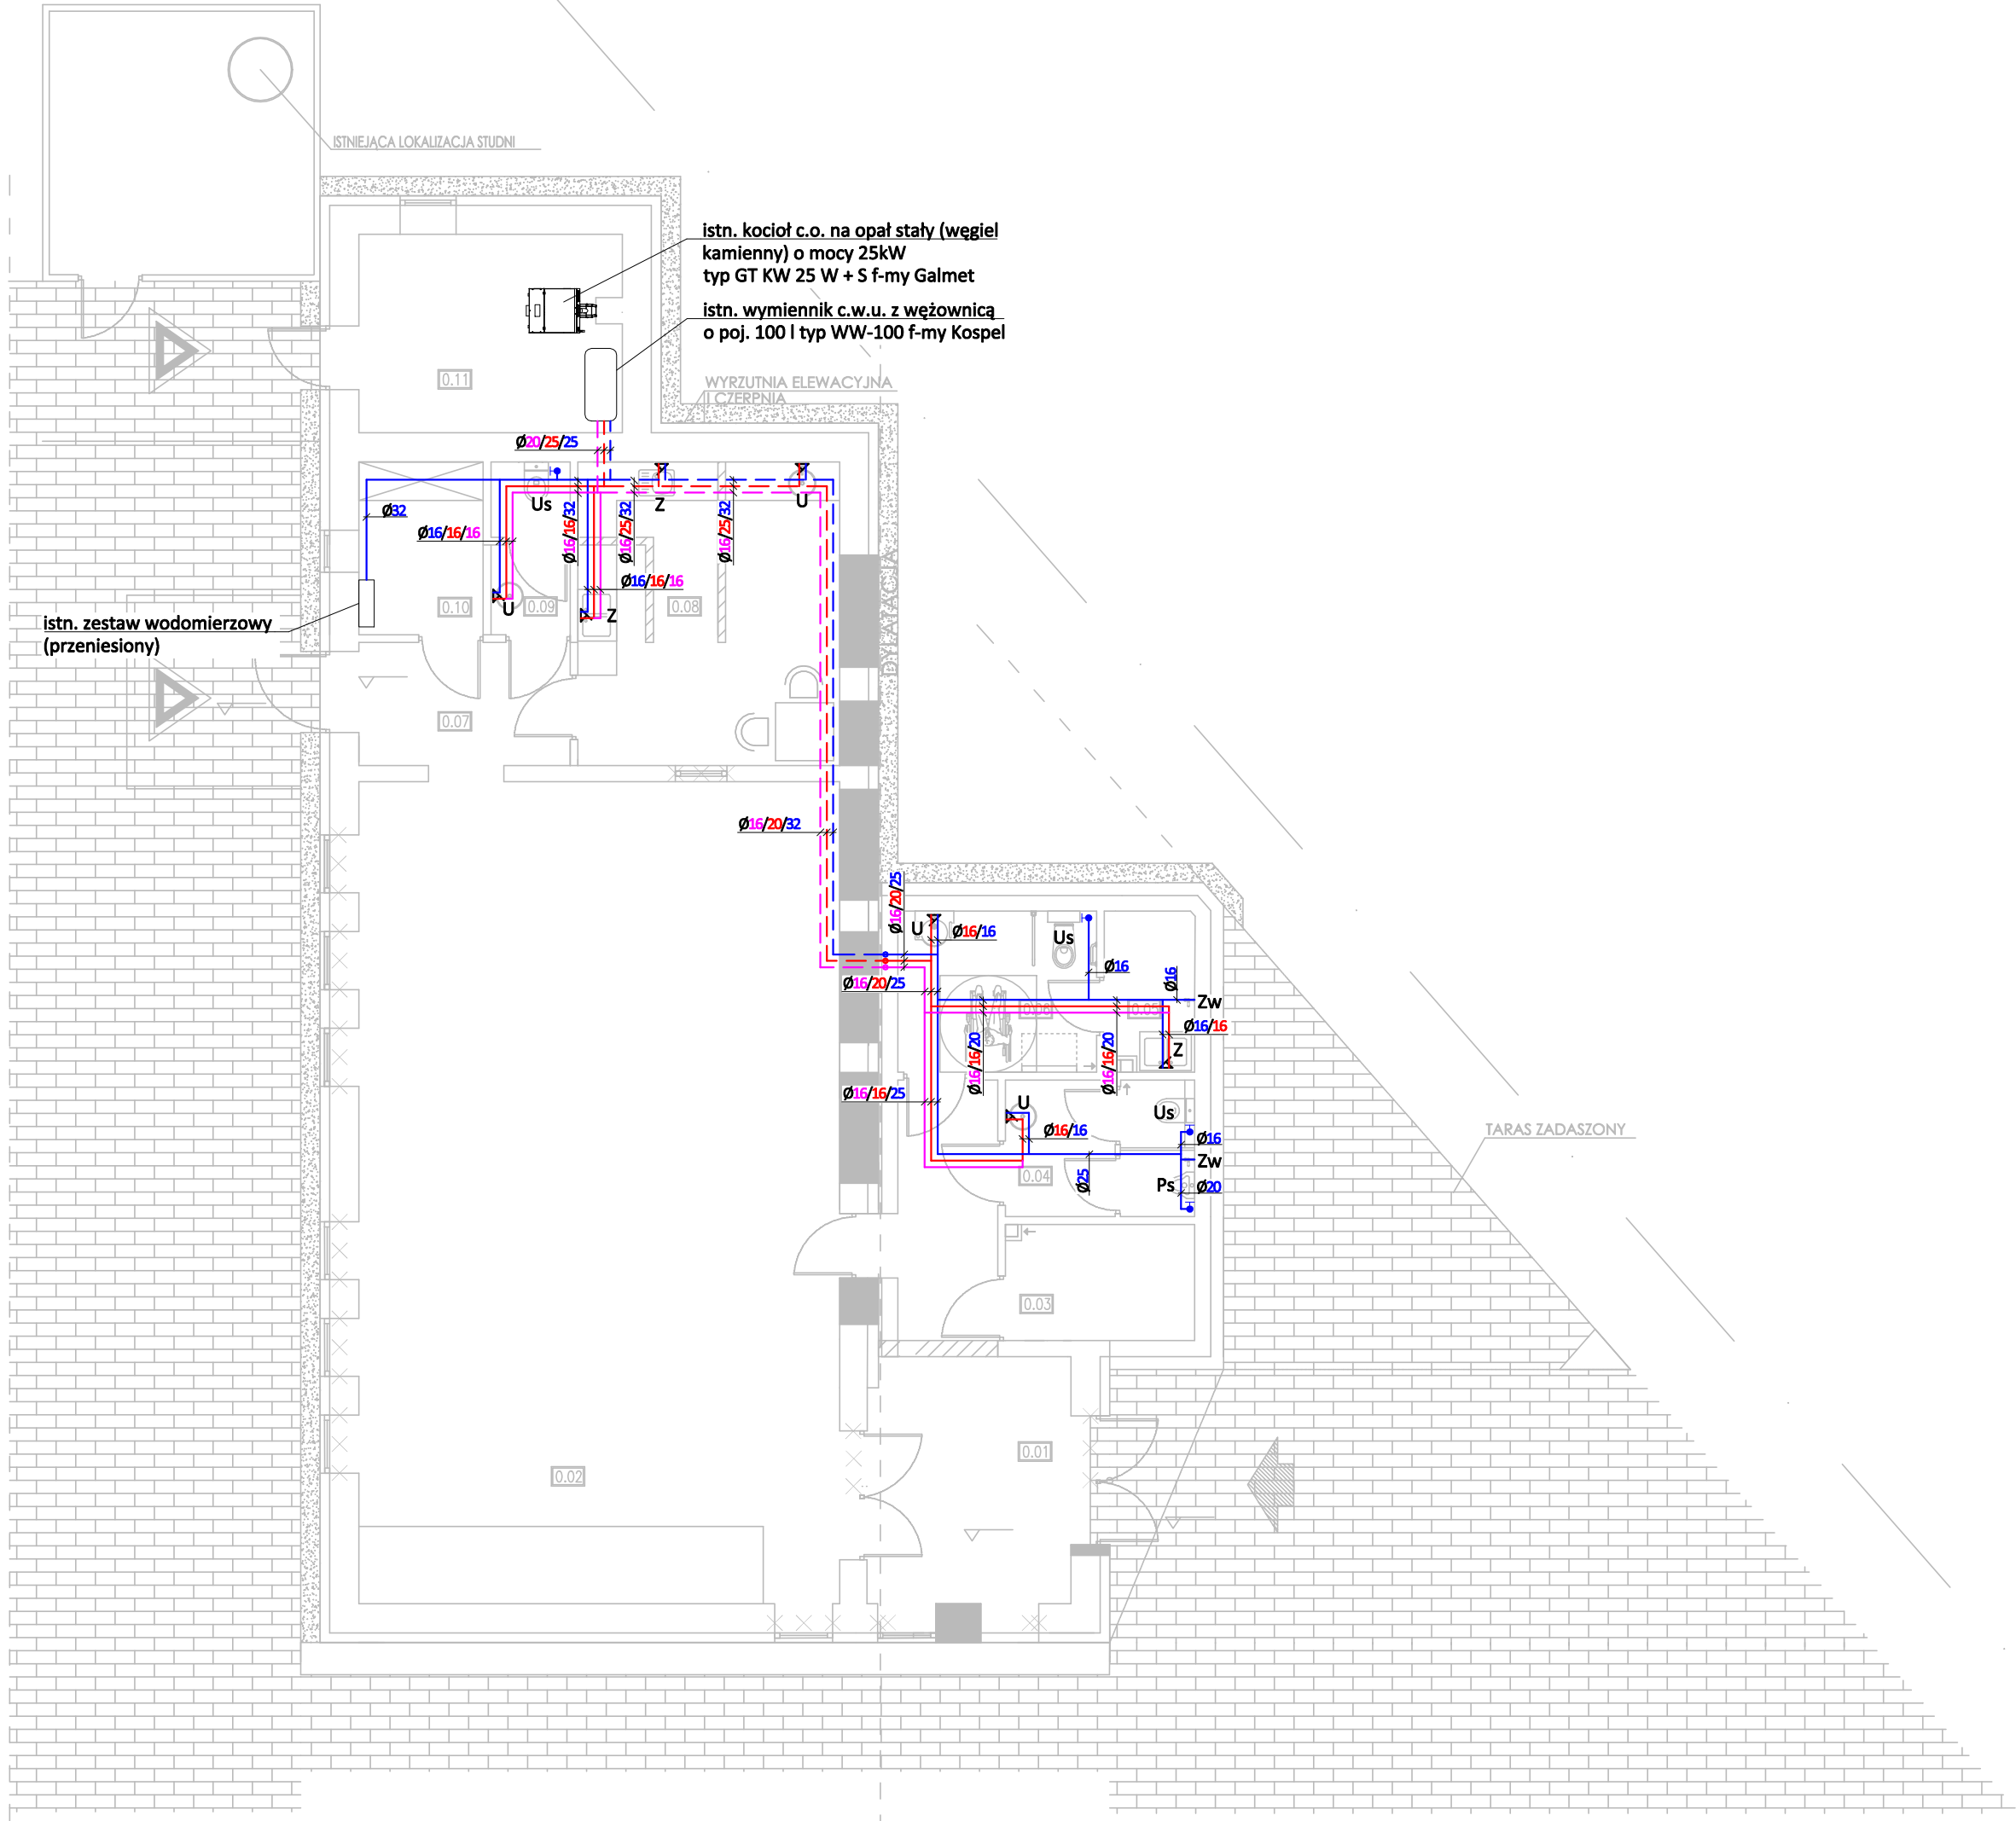 ISTNIEJĄCA LOKALIZACJA STUDNI
istn. kocioł c.o. na opał stały (węgiel
kamienny) o mocy 25kW
typ GT KW 25 W + S f-my Galmet
istn. wymiennik c.w.u. z wężownicą
o poj. 100 l typ WW-100 f-my Kospel
0.11
WYRZUTNIA ELEWACYJNA
I CZERPNIA
Ø20/25/25
Us
Z
U
Ø32
Ø16/16/16
Ø16/16/32
Ø16/25/32
Ø16/25/32
Ø16/16/16
DYLATACJA
0.10
U
0.09
Z
0.08
istn. zestaw wodomierzowy
(przeniesiony)
0.07
Ø16/20/32
Ø16/20/25
U
Ø16/16
Us
Ø16
Ø16
Ø16/20/25
0.06
0.05
Zw
Ø16/16
Z
Ø16/16/20
Ø16/16/20
Ø16/16/25
U
Us
Ø16/16
Ø16
Zw
TARAS ZADASZONY
0.04
Ø25
Ps
Ø20
0.03
0.01
0.02